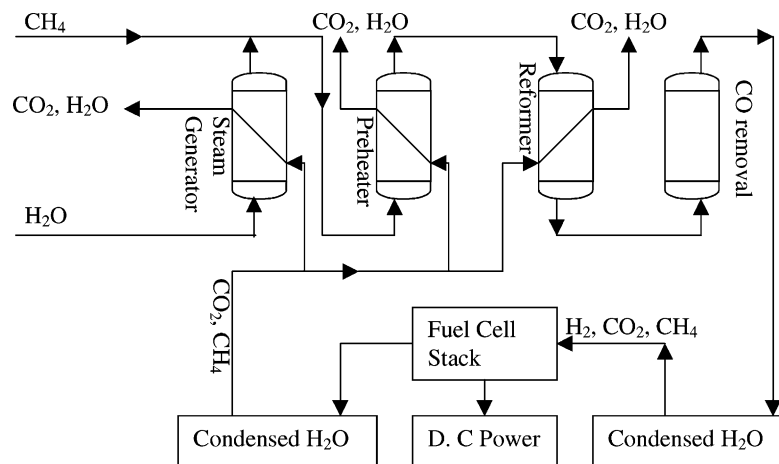 CH₄
CO₂, H₂O
CO₂, H₂O
CO₂, H₂O
Steam
Generator
Preheater
Reformer
CO removal
H₂O
CO₂, CH₄
Fuel Cell
Stack
H₂, CO₂, CH₄
Condensed H₂O
D. C Power
Condensed H₂O